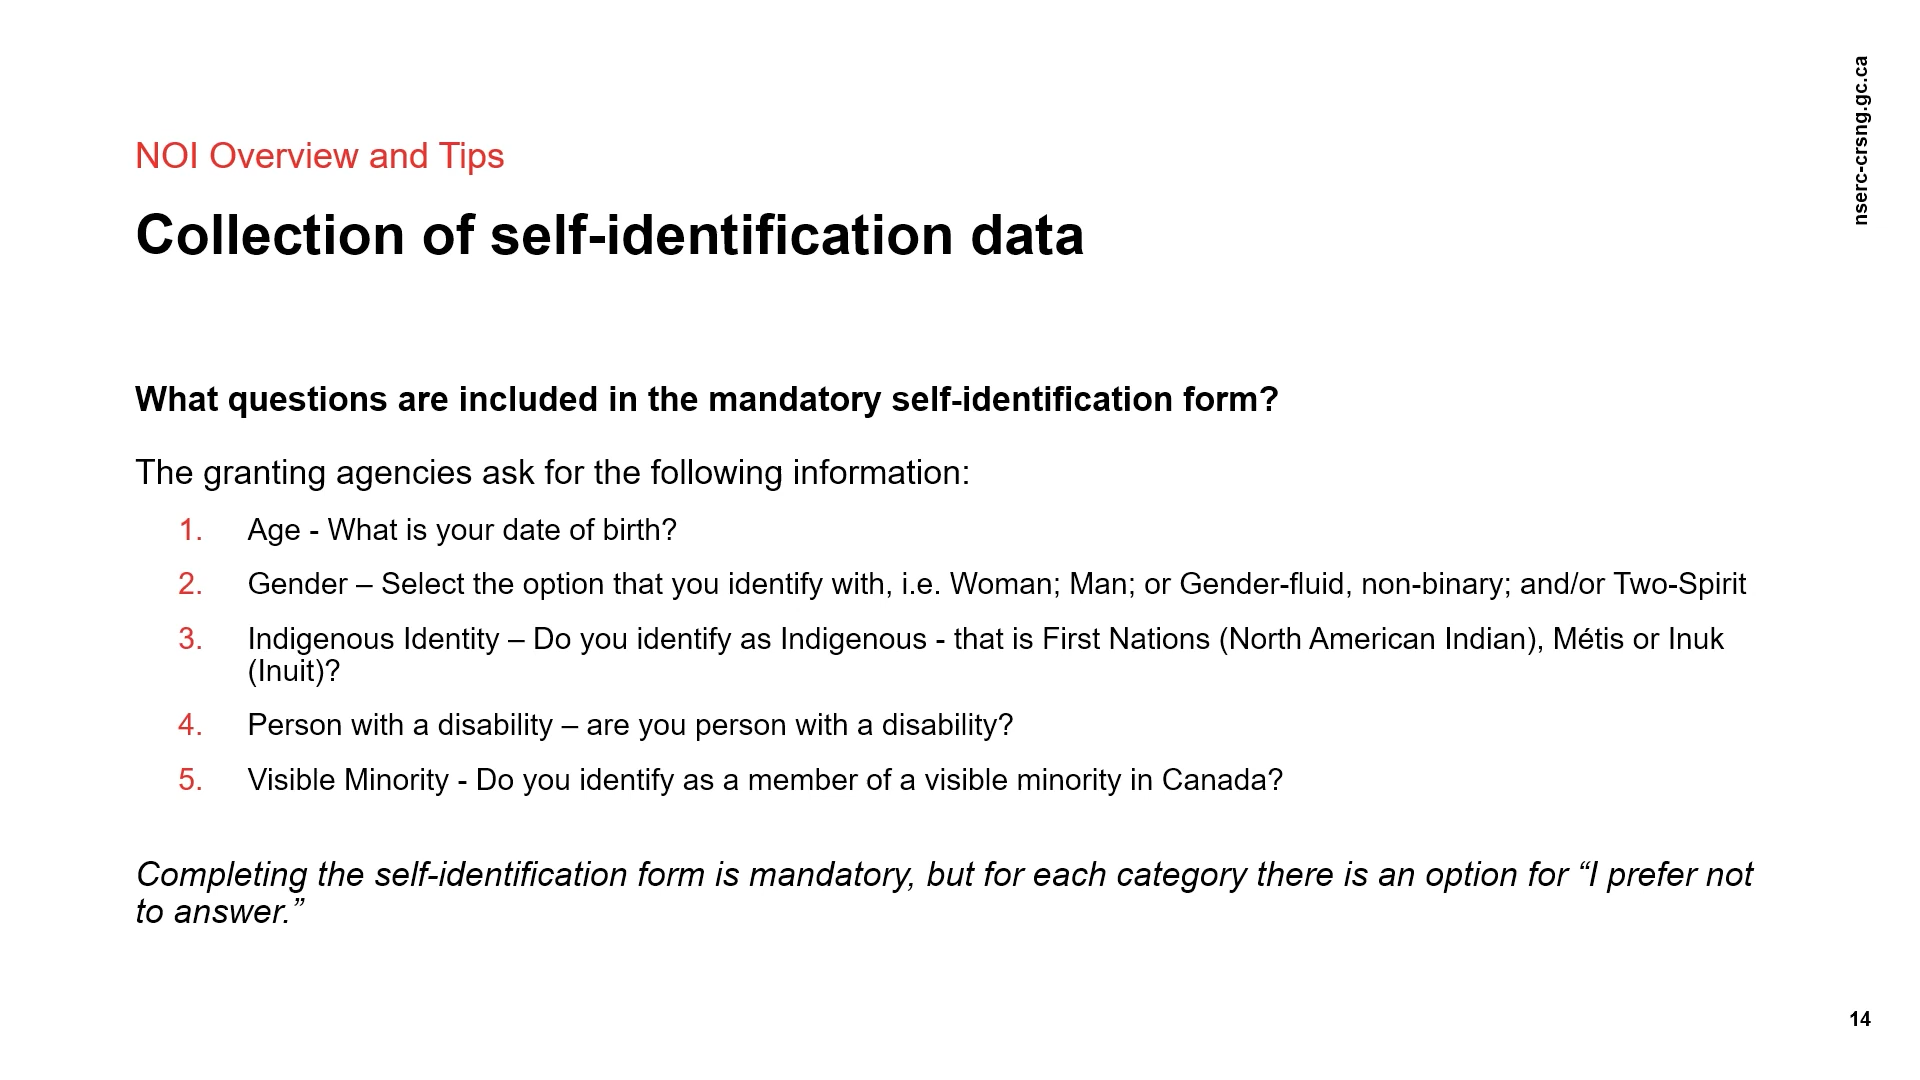 nserc-crsng.gc.ca
NOI Overview and Tips
Collection of self-identification data
What questions are included in the mandatory self-identification form?
The granting agencies ask for the following information:
1. Age - What is your date of birth?
2. Gender – Select the option that you identify with, i.e. Woman; Man; or Gender-fluid, non-binary; and/or Two-Spirit
3. Indigenous Identity – Do you identify as Indigenous - that is First Nations (North American Indian), Métis or Inuk
(Inuit)?
4. Person with a disability – are you person with a disability?
5. Visible Minority - Do you identify as a member of a visible minority in Canada?
Completing the self-identification form is mandatory, but for each category there is an option for “I prefer not
to answer.”
14